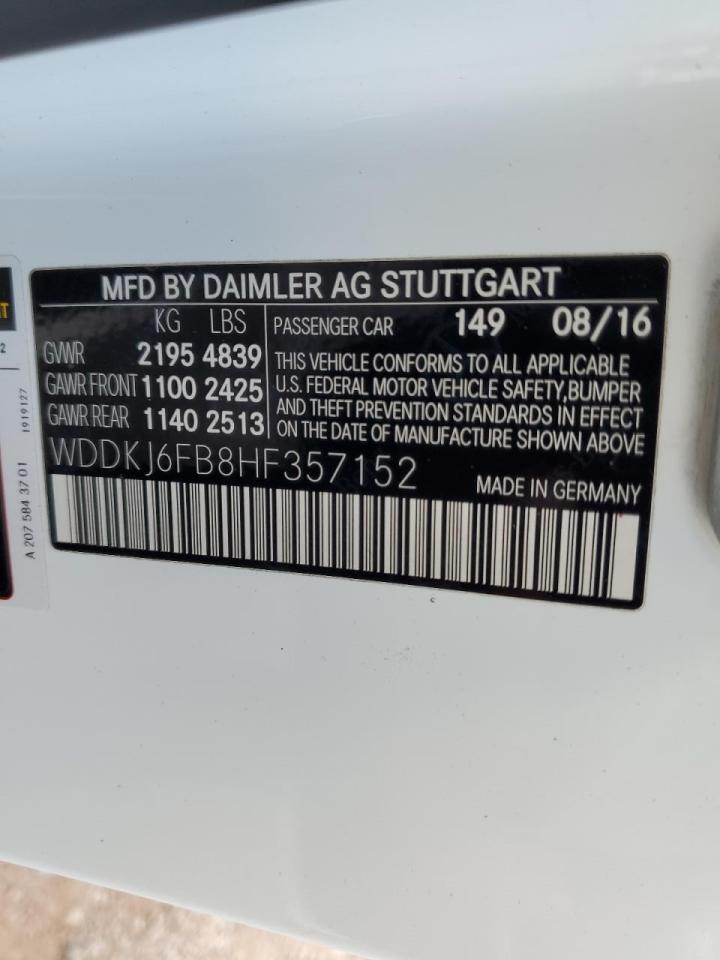 MFD BY DAIMLER AG STUTTGART
KG LBS
GVWR 2195 4839
GAWR FRONT 1100 2425
GAWR REAR 1140 2513
PASSENGER CAR 149 08/16
THIS VEHICLE CONFORMS TO ALL APPLICABLE
U.S. FEDERAL MOTOR VEHICLE SAFETY,BUMPER
AND THEFT PREVENTION STANDARDS IN EFFECT
ON THE DATE OF MANUFACTURE SHOWN ABOVE
WDDKJ6FB8HF357152
MADE IN GERMANY
A 207 584 37 01
1919127